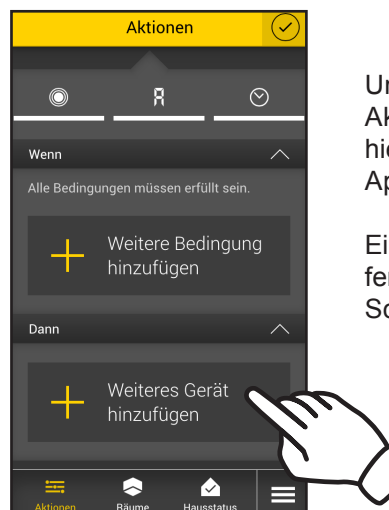 Aktionen
Wenn
Alle Bedingungen müssen erfüllt sein.
Weitere Bedingung
hinzufügen
Dann
Weiteres Gerät
hinzufügen
Aktionen Räume Hausstatus